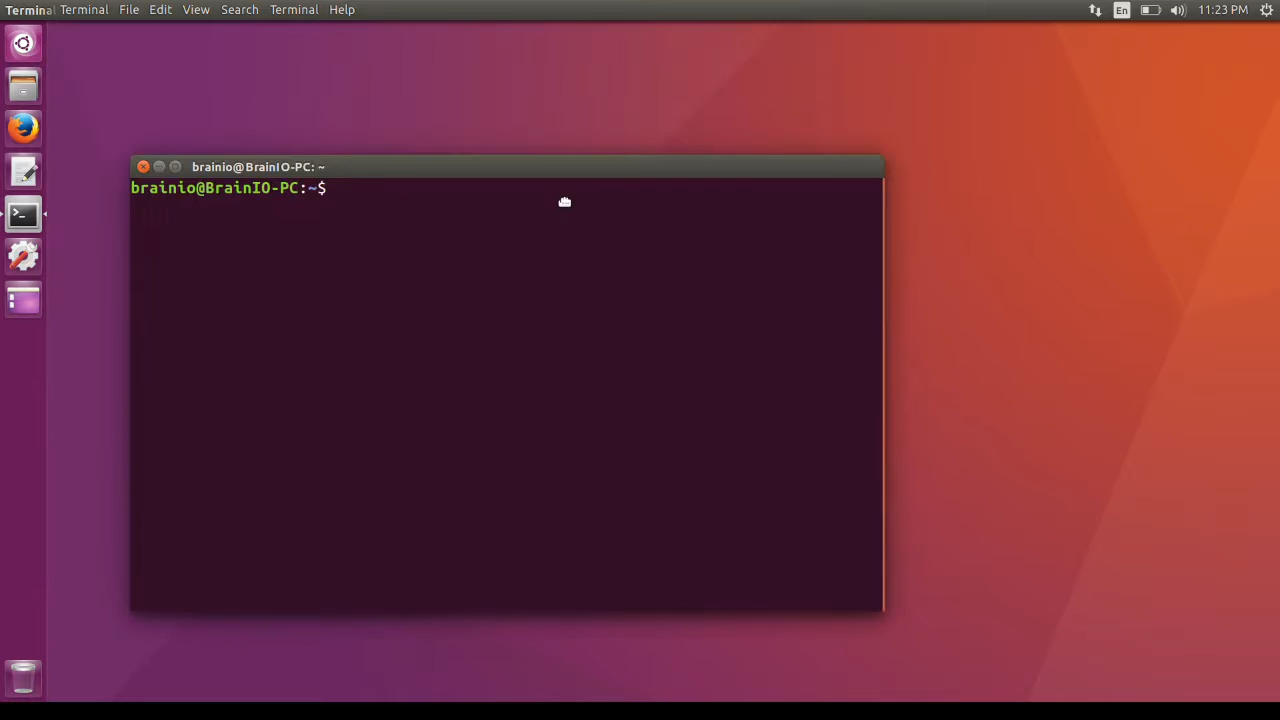 Terminal Terminal File Edit View Search Terminal Help En 11:23 PM
brainio@BrainIO-PC: ~
brainio@BrainIO-PC:~$